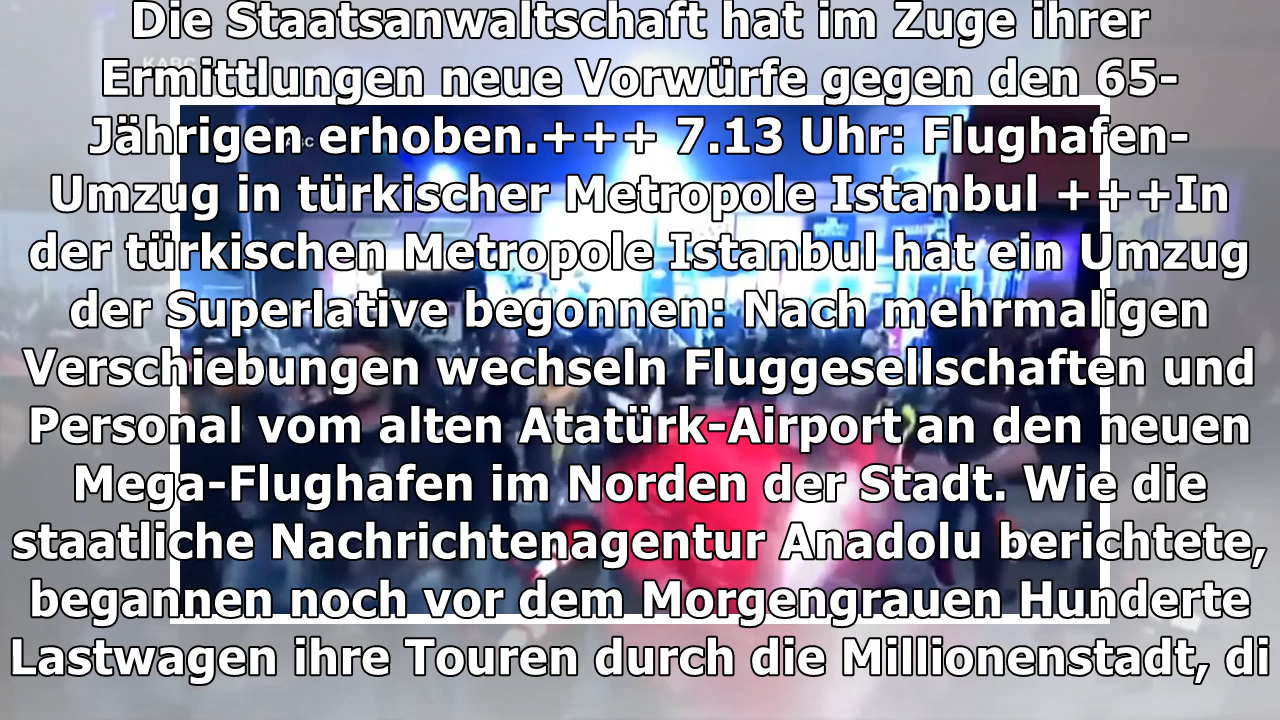 Die Staatsanwaltschaft hat im Zuge ihrer
Ermittlungen neue Vorwürfe gegen den 65-
Jährigen erhoben.+++ 7.13 Uhr: Flughafen-
Umzug in türkischer Metropole Istanbul +++In
der türkischen Metropole Istanbul hat ein Umzug
der Superlative begonnen: Nach mehrmaligen
Verschiebungen wechseln Fluggesellschaften und
Personal vom alten Atatürk-Airport an den neuen
Mega-Flughafen im Norden der Stadt. Wie die
staatliche Nachrichtenagentur Anadolu berichtete,
begannen noch vor dem Morgengrauen Hunderte
Lastwagen ihre Touren durch die Millionenstadt, di